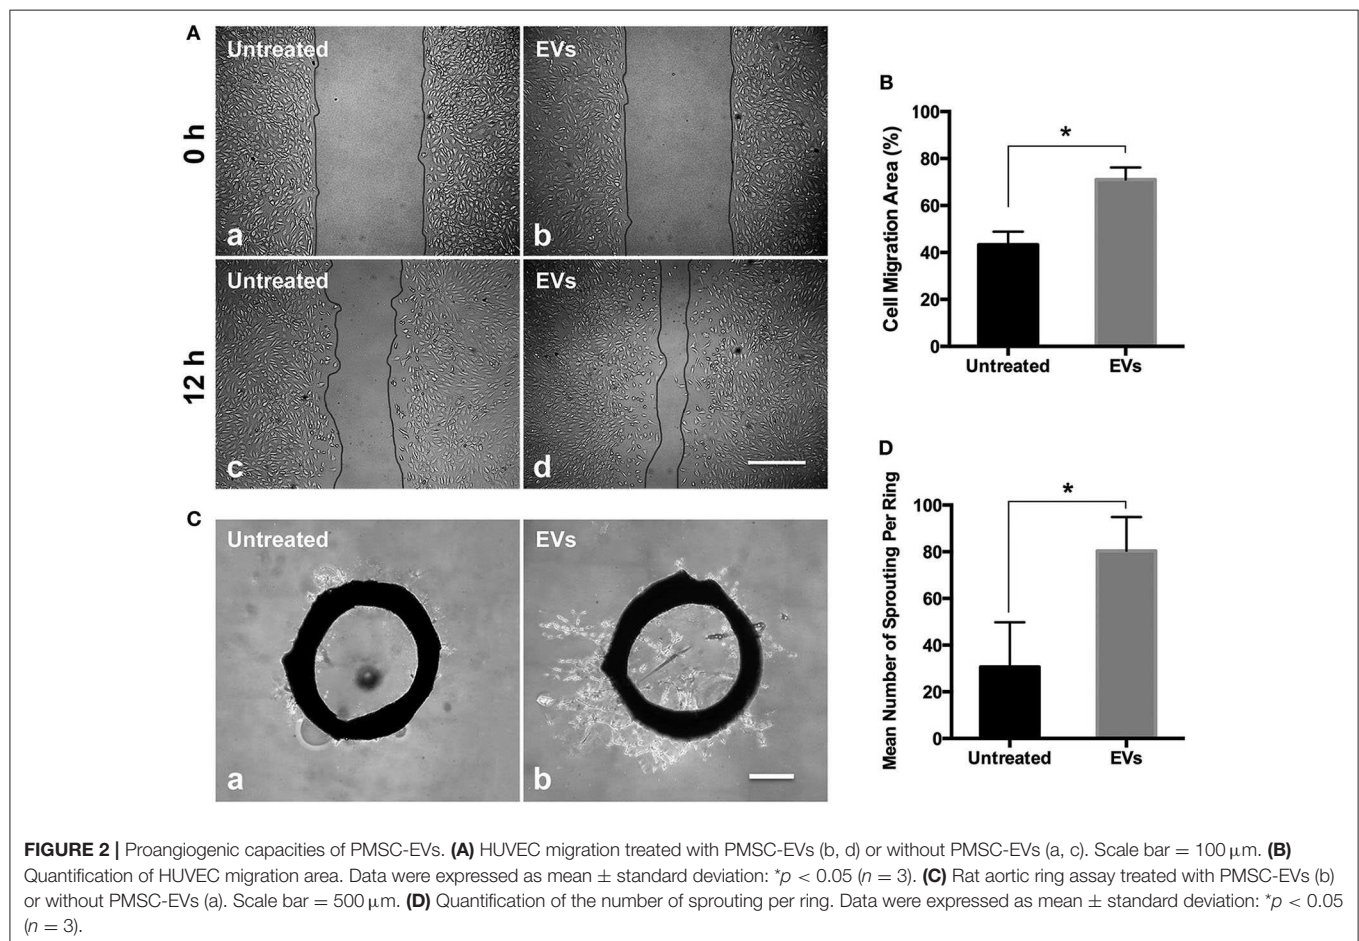 A
Untreated
EVs
0 h
a
b
Untreated
EVs
12 h
c
d
B
Cell Migration Area (%)
100
80
60
40
20
0
*
Untreated
EVs
C
Untreated
EVs
a
b
D
Mean Number of Sprouting Per Ring
100
80
60
40
20
0
*
Untreated
EVs
FIGURE 2 | Proangiogenic capacities of PMSC-EVs. (A) HUVEC migration treated with PMSC-EVs (b, d) or without PMSC-EVs (a, c). Scale bar = 100 μm. (B)
Quantification of HUVEC migration area. Data were expressed as mean ± standard deviation: *p < 0.05 (n = 3). (C) Rat aortic ring assay treated with PMSC-EVs (b)
or without PMSC-EVs (a). Scale bar = 500 μm. (D) Quantification of the number of sprouting per ring. Data were expressed as mean ± standard deviation: *p < 0.05
(n = 3).